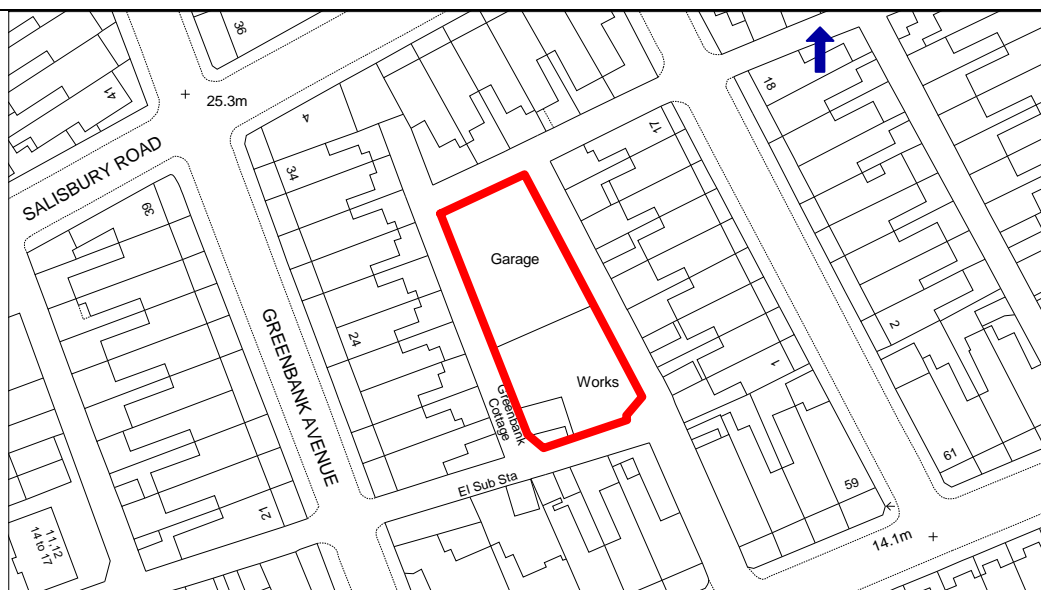 36
41
25.3m
4
17
18
SALISBURY ROAD
34
39
Garage
GREENBANK AVENUE
24
2
1
Works
Greenbank
Cottage
El Sub Sta
59
61
21
11,12
14 to 17
14.1m